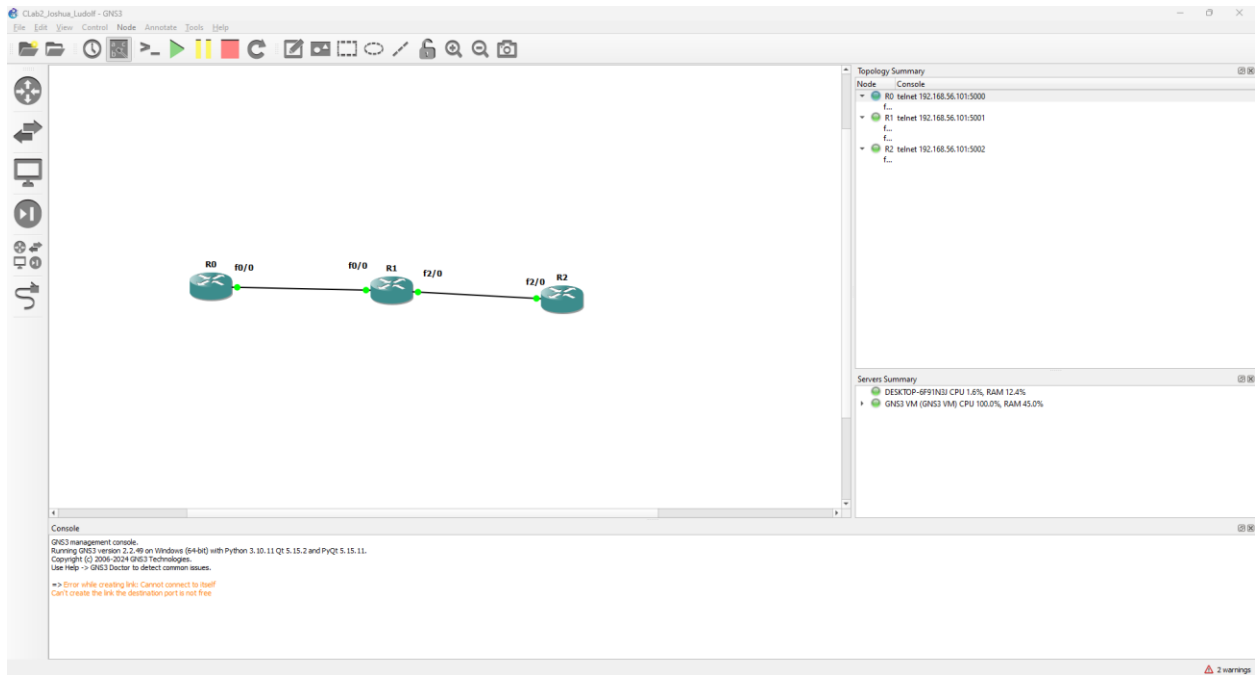 CLab2_Joshua_Ludolf - GNS3
File Edit View Control Node Annotate Tools Help
Topology Summary
Node Console
R0 telnet 192.168.56.101:5000
f...
R1 telnet 192.168.56.101:5001
f...
f...
R2 telnet 192.168.56.101:5002
f...
R0 f0/0 f0/0 R1 f2/0 f2/0 R2
Servers Summary
DESKTOP-6F91N3J CPU 1.6%, RAM 12.4%
GNS3 VM (GNS3 VM) CPU 100.0%, RAM 45.0%
Console
GNS3 management console.
Running GNS3 version 2.2.49 on Windows (64-bit) with Python 3.10.11 Qt 5.15.2 and PyQt 5.15.11.
Copyright (c) 2006-2024 GNS3 Technologies.
Use Help -> GNS3 Doctor to detect common issues.
=> Error while creating link: Cannot connect to itself
Can't create the link the destination port is not free
2 warnings